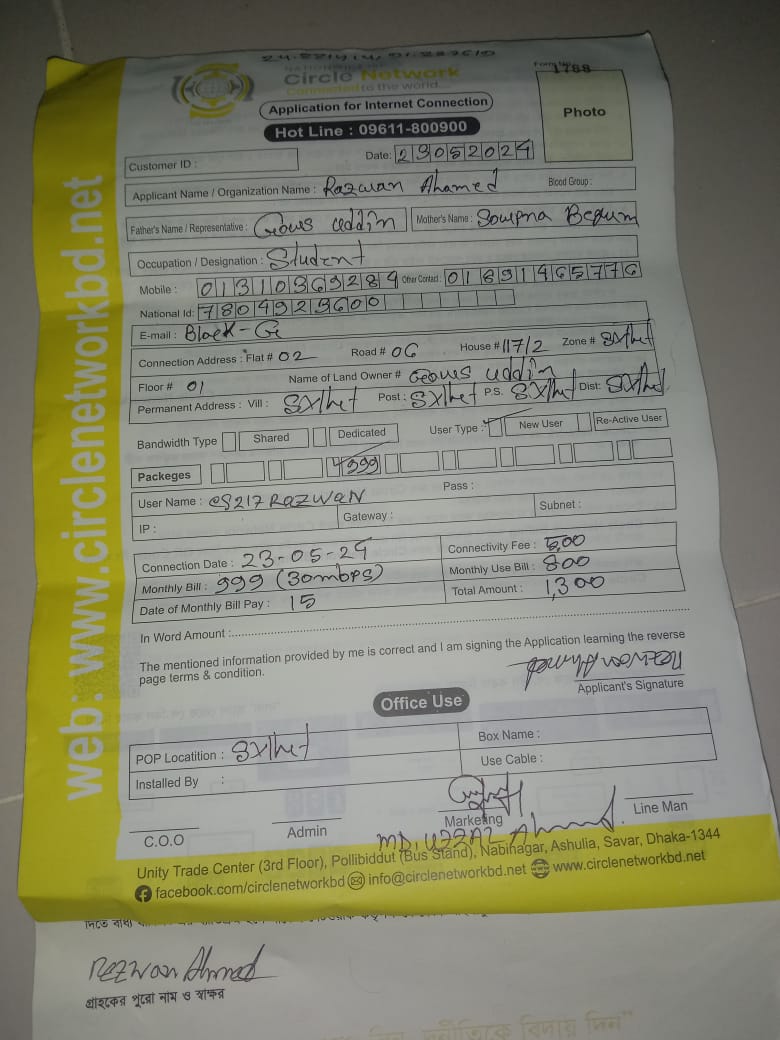 Circle Network
Connected to the world...
Form No. 1788
Application for Internet Connection
Hot Line : 09611-800900
Photo
Customer ID :
Date: 23052024
Applicant Name / Organization Name : Razwan Ahamed Blood Group :
Father's Name / Representative : Geous uddin Mother's Name : Sowpna Begum
Occupation / Designation : Student
Mobile : 01310369284 Other Contact : 01891465776
National Id: 7804923600
E-mail : Block-G
Connection Address : Flat # 02 Road # 06 House # 117/2 Zone # Sylhet
Floor # 01 Name of Land Owner # Geous uddin
Permanent Address : Vill : Sylhet Post : Sylhet P.S. Sylhet Dist: Sylhet
Bandwidth Type Shared Dedicated User Type : New User Re-Active User
Packeges 999
User Name : es217RAZWAN Pass :
IP : Gateway : Subnet :
Connection Date : 23-05-24 Connectivity Fee : 500
Monthly Bill : 999 (30mbps) Monthly Use Bill : 800
Date of Monthly Bill Pay : 15 Total Amount : 1,300
In Word Amount :
The mentioned information provided by me is correct and I am signing the Application learning the reverse
page terms & condition.
Rezwan Ahmed
Applicant's Signature
Office Use
POP Locatition : Sylhet Box Name :
Installed By : Use Cable :
C.O.O Admin Marketing Line Man
MD. UZZAL Ahmed
Unity Trade Center (3rd Floor), Pollibiddut (Bus Stand), Nabinagar, Ashulia, Savar, Dhaka-1344
facebook.com/circlenetworkbd info@circlenetworkbd.net www.circlenetworkbd.net
web: www.circlenetworkbd.net
Rezwan Ahmed
গ্রাহকের পুরো নাম ও স্বাক্ষর